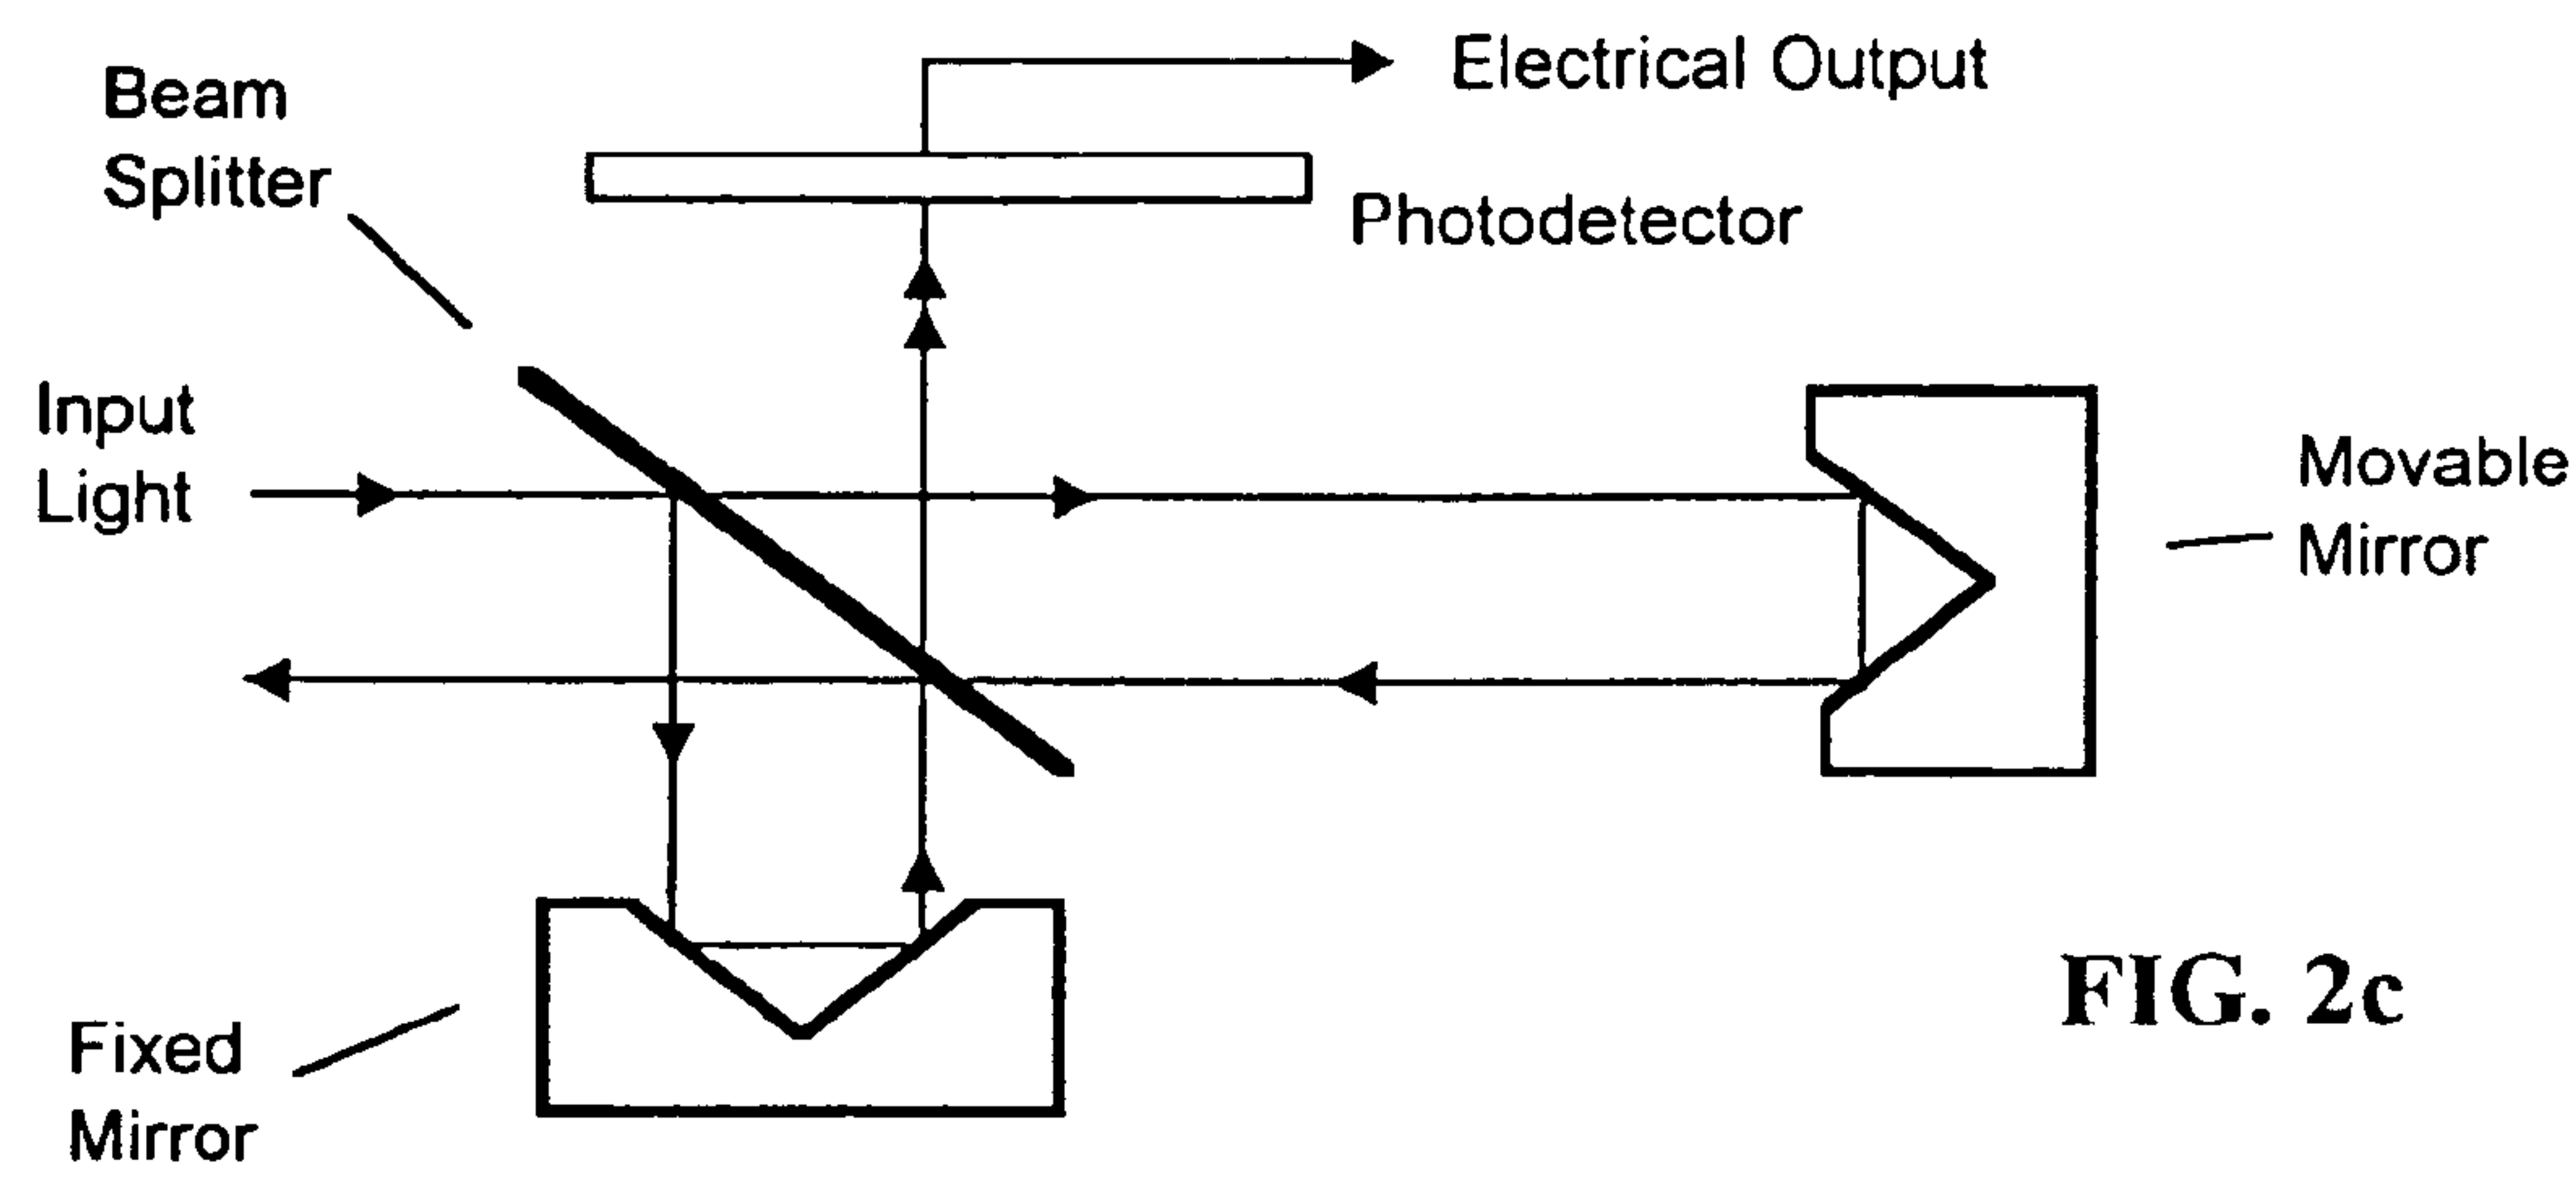 Electrical Output
Beam
Splitter
Photodetector
Input
Light
Movable
Mirror
FIG. 2c
Fixed
Mirror